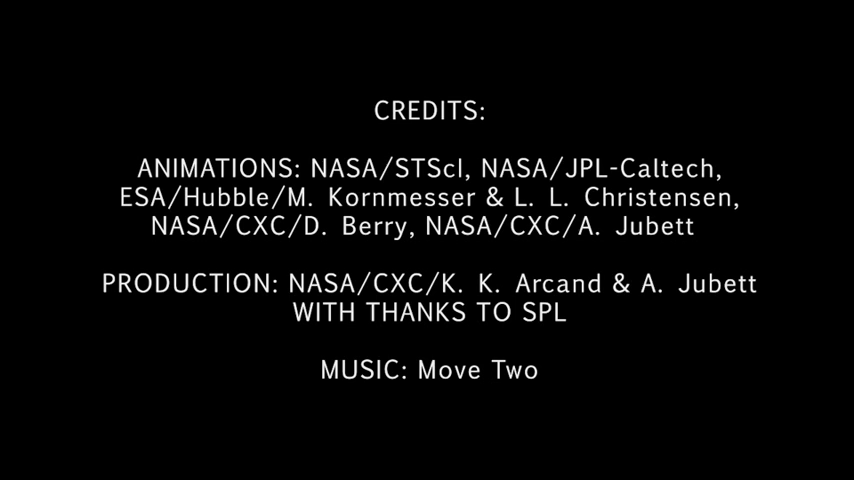 CREDITS:
ANIMATIONS: NASA/STScI, NASA/JPL-Caltech,
ESA/Hubble/M. Kornmesser & L. L. Christensen,
NASA/CXC/D. Berry, NASA/CXC/A. Jubett
PRODUCTION: NASA/CXC/K. K. Arcand & A. Jubett
WITH THANKS TO SPL
MUSIC: Move Two